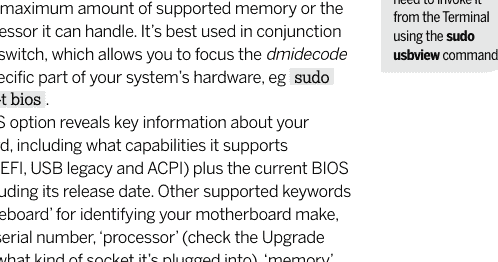 maximum amount of supported memory or the
essor it can handle. It's best used in conjunction
switch, which allows you to focus the dmidecode
ecific part of your system's hardware, eg sudo
-t bios .
S option reveals key information about your
d, including what capabilities it supports
EFI, USB legacy and ACPI) plus the current BIOS
uding its release date. Other supported keywords
eboard' for identifying your motherboard make,
serial number, 'processor' (check the Upgrade
what kind of socket it's plugged into), 'memory',
need to invoke it
from the Terminal
using the sudo
usbview command